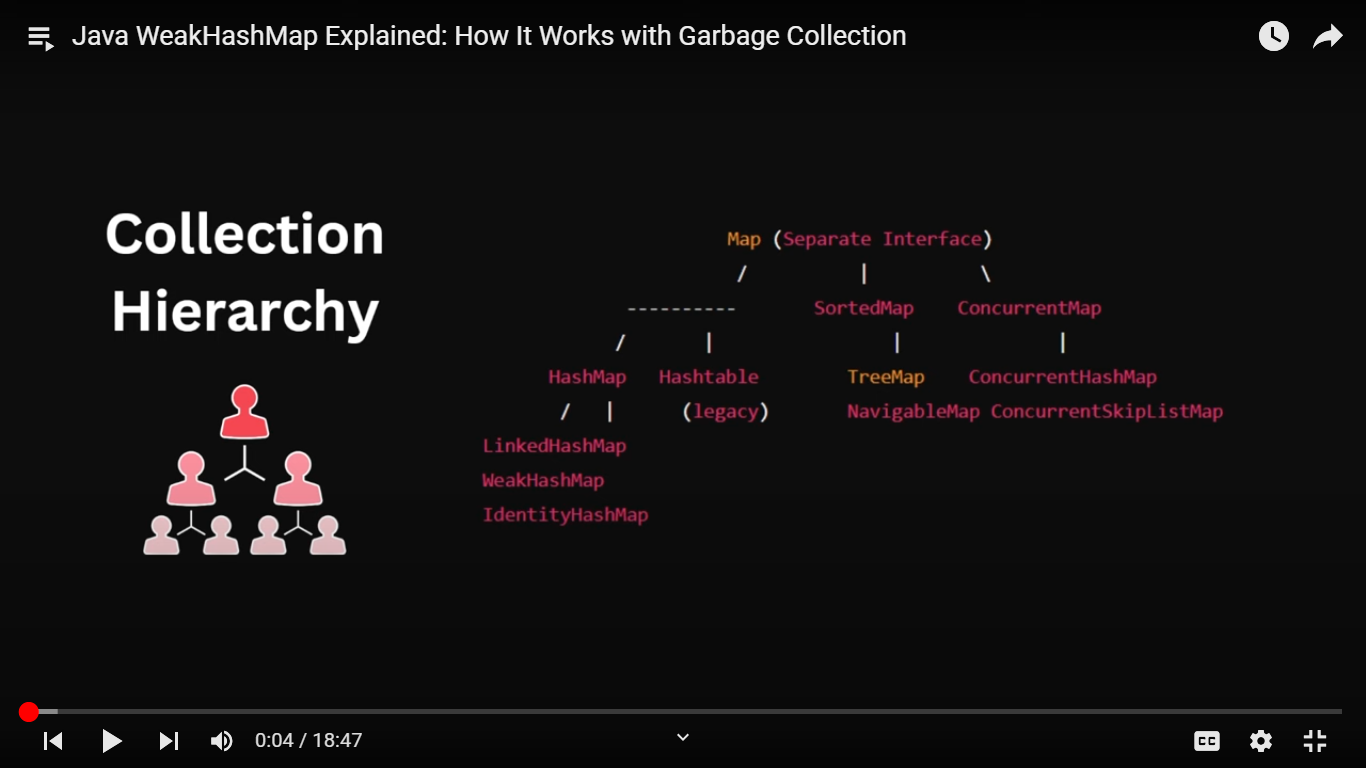 Java WeakHashMap Explained: How It Works with Garbage Collection
Collection
Hierarchy
Map (Separate Interface)
/ | \
---------- SortedMap ConcurrentMap
/ | | |
HashMap Hashtable TreeMap ConcurrentHashMap
/ | (legacy) NavigableMap ConcurrentSkipListMap
LinkedHashMap
WeakHashMap
IdentityHashMap
0:04 / 18:47
CC